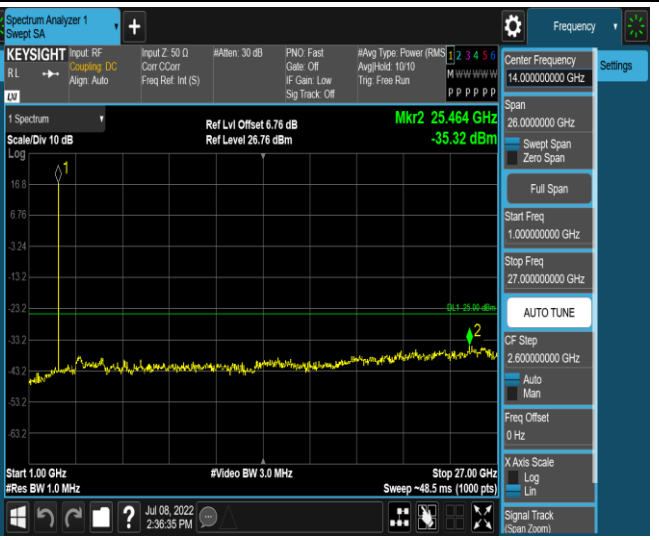 Spectrum Analyzer 1
Swept SA
Frequency
KEYSIGHT
RL
LXI
Input: RF
Coupling: DC
Align: Auto
Input Z: 50 Ω
Corr CCorr
Freq Ref: Int (S)
#Atten: 30 dB
PNO: Fast
Gate: Off
IF Gain: Low
Sig Track: Off
#Avg Type: Power (RMS
Avg|Hold: 10/10
Trig: Free Run
1 2 3 4 5 6
M W W W W W
P P P P P P
1 Spectrum
Scale/Div 10 dB
Log
Ref Lvl Offset 6.76 dB
Ref Level 26.76 dBm
Mkr2 25.464 GHz
-35.32 dBm
1
16.8
6.76
-3.24
-13.2
-23.2
DL1 -25.00 dBm
2
-33.2
-43.2
-53.2
-63.2
Start 1.00 GHz
#Res BW 1.0 MHz
#Video BW 3.0 MHz
Stop 27.00 GHz
Sweep ~48.5 ms (1000 pts)
Jul 08, 2022
2:36:35 PM
Center Frequency
14.000000000 GHz
Settings
Span
26.0000000 GHz
Swept Span
Zero Span
Full Span
Start Freq
1.000000000 GHz
Stop Freq
27.000000000 GHz
AUTO TUNE
CF Step
2.600000000 GHz
Auto
Man
Freq Offset
0 Hz
X Axis Scale
Log
Lin
Signal Track
(Span Zoom)